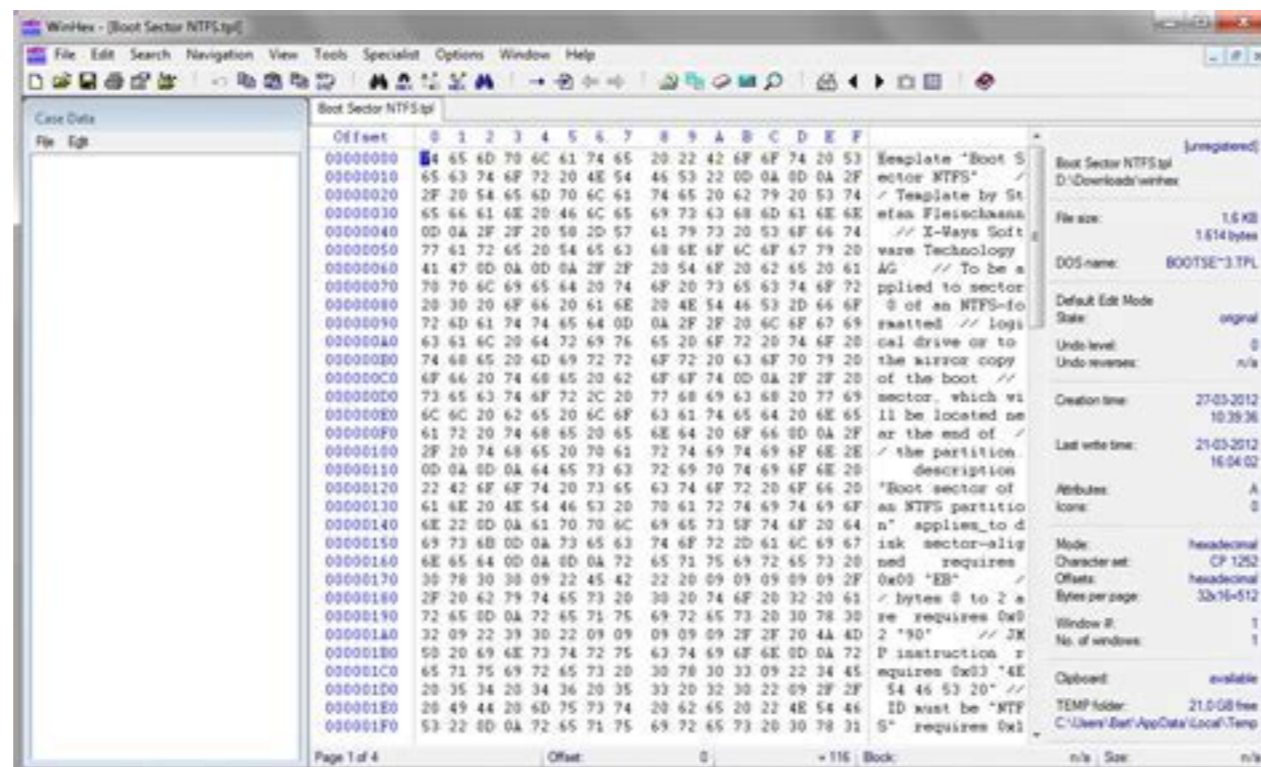 WinHex - [Boot Sector NTFS.tpl]
File Edit Search Navigation View Tools Specialist Options Window Help
Case Data
File Edit
Boot Sector NTFS.tpl
Offset 0 1 2 3 4 5 6 7 8 9 A B C D E F
00000000 54 65 6D 70 6C 61 74 65 20 22 42 6F 6F 74 20 53 Template "Boot S
00000010 65 63 74 6F 72 20 4E 54 46 53 22 0D 0A 0D 0A 2F ector NTFS" /
00000020 2F 20 54 65 6D 70 6C 61 74 65 20 62 79 20 53 74 / Template by St
00000030 65 66 61 6E 20 46 6C 65 69 73 63 68 6D 61 6E 6E efan Fleischmann
00000040 0D 0A 2F 2F 20 58 2D 57 61 79 73 20 53 6F 66 74 // X-Ways Soft
00000050 77 61 72 65 20 54 65 63 68 6E 6F 6C 6F 67 79 20 ware Technology
00000060 41 47 0D 0A 0D 0A 2F 2F 20 54 6F 20 62 65 20 61 AG // To be a
00000070 70 70 6C 69 65 64 20 74 6F 20 73 65 63 74 6F 72 pplied to sector
00000080 20 30 20 6F 66 20 61 6E 20 4E 54 46 53 2D 66 6F 0 of an NTFS-fo
00000090 72 6D 61 74 74 65 64 0D 0A 2F 2F 20 6C 6F 67 69 rmatted // logi
000000A0 63 61 6C 20 64 72 69 76 65 20 6F 72 20 74 6F 20 cal drive or to
000000B0 74 68 65 20 6D 69 72 72 6F 72 20 63 6F 70 79 20 the mirror copy
000000C0 6F 66 20 74 68 65 20 62 6F 6F 74 0D 0A 2F 2F 20 of the boot //
000000D0 73 65 63 74 6F 72 2C 20 77 68 69 63 68 20 77 69 sector, which wi
000000E0 6C 6C 20 62 65 20 6C 6F 63 61 74 65 64 20 6E 65 ll be located ne
000000F0 61 72 20 74 68 65 20 65 6E 64 20 6F 66 0D 0A 2F ar the end of /
00000100 2F 20 74 68 65 20 70 61 72 74 69 74 69 6F 6E 2E / the partition.
00000110 0D 0A 0D 0A 64 65 73 63 72 69 70 74 69 6F 6E 20 description
00000120 22 42 6F 6F 74 20 73 65 63 74 6F 72 20 6F 66 20 "Boot sector of
00000130 61 6E 20 4E 54 46 53 20 70 61 72 74 69 74 69 6F an NTFS partitio
00000140 6E 22 0D 0A 61 70 70 6C 69 65 73 5F 74 6F 20 64 n" applies_to d
00000150 69 73 6B 0D 0A 73 65 63 74 6F 72 2D 61 6C 69 67 isk sector-alig
00000160 6E 65 64 0D 0A 0D 0A 72 65 71 75 69 72 65 73 20 ned requires
00000170 30 78 30 30 09 22 45 42 22 20 09 09 09 09 09 2F 0x00 "EB" /
00000180 2F 20 62 79 74 65 73 20 30 20 74 6F 20 32 20 61 / bytes 0 to 2 a
00000190 72 65 0D 0A 72 65 71 75 69 72 65 73 20 30 78 30 re requires 0x0
000001A0 32 09 22 39 30 22 09 09 09 09 09 2F 2F 20 4A 4D 2 "90" // JM
000001B0 50 20 69 6E 73 74 72 75 63 74 69 6F 6E 0D 0A 72 P instruction r
000001C0 65 71 75 69 72 65 73 20 30 78 30 33 09 22 34 45 equires 0x03 "4E
000001D0 20 35 34 20 34 36 20 35 33 20 32 30 22 09 2F 2F 54 46 53 20" //
000001E0 20 49 44 20 6D 75 73 74 20 62 65 20 22 4E 54 46 ID must be "NTF
000001F0 53 22 0D 0A 72 65 71 75 69 72 65 73 20 30 78 31 S" requires 0x1
[unregistered]
Boot Sector NTFS.tpl
D:\Downloads\winhex
File size: 1.6 KB
1.614 bytes
DOS name: BOOTSE~3.TPL
Default Edit Mode
State: original
Undo level: 0
Undo reverses: n/a
Creation time: 27-03-2012
10:39:36
Last write time: 21-03-2012
16:04:02
Attributes: A
Icons: 0
Mode: hexadecimal
Character set: CP 1252
Offsets: hexadecimal
Bytes per page: 32x16=512
Window #: 1
No. of windows: 1
Clipboard: available
TEMP folder: 21.0 GB free
C:\Users\Bart\AppData\Local\Temp
Page 1 of 4 Offset: 0 = 116 Block: n/a Size: n/a